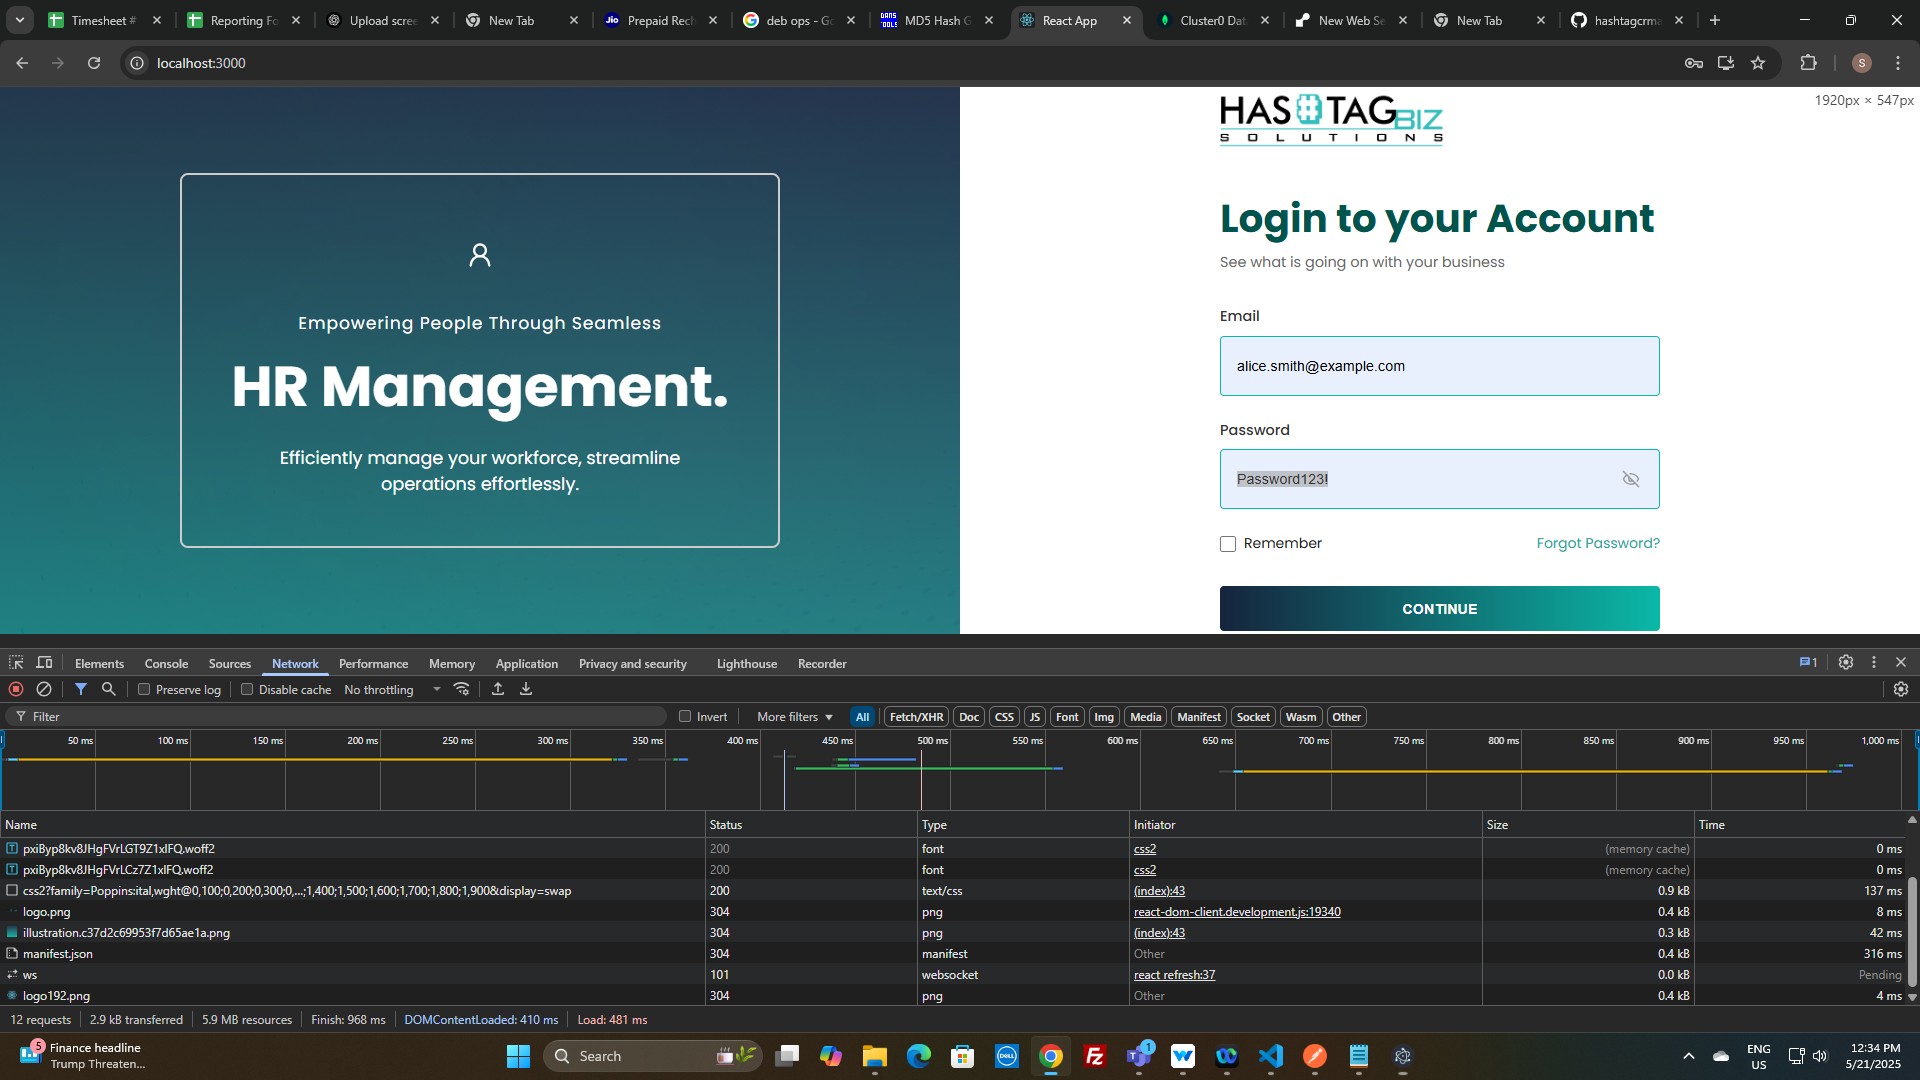 Timesheet #
Reporting Fo
Upload scree
New Tab
Jio
Prepaid Rech
deb ops - Go
DANS TOOLS
MD5 Hash G
React App
Cluster0 Dat
New Web Se
New Tab
hashtagcrma
localhost:3000
S
1920px × 547px
HAS#TAGBIZ
SOLUTIONS
Empowering People Through Seamless
HR Management.
Efficiently manage your workforce, streamline
operations effortlessly.
Login to your Account
See what is going on with your business
Email
alice.smith@example.com
Password
Password123!
Remember
Forgot Password?
CONTINUE
Elements Console Sources Network Performance Memory Application Privacy and security Lighthouse Recorder 1
Preserve log Disable cache No throttling
Filter Invert More filters All Fetch/XHR Doc CSS JS Font Img Media Manifest Socket Wasm Other
50 ms 100 ms 150 ms 200 ms 250 ms 300 ms 350 ms 400 ms 450 ms 500 ms 550 ms 600 ms 650 ms 700 ms 750 ms 800 ms 850 ms 900 ms 950 ms 1,000 ms
Name Status Type Initiator Size Time
pxiByp8kv8JHgFVrLGT9Z1xlFQ.woff2 200 font css2 (memory cache) 0 ms
pxiByp8kv8JHgFVrLCz7Z1xlFQ.woff2 200 font css2 (memory cache) 0 ms
css2?family=Poppins:ital,wght@0,100;0,200;0,300;0,...;1,400;1,500;1,600;1,700;1,800;1,900&display=swap 200 text/css (index):43 0.9 kB 137 ms
logo.png 304 png react-dom-client.development.js:19340 0.4 kB 8 ms
illustration.c37d2c69953f7d65ae1a.png 304 png (index):43 0.3 kB 42 ms
manifest.json 304 manifest Other 0.4 kB 316 ms
ws 101 websocket react refresh:37 0.0 kB Pending
logo192.png 304 png Other 0.4 kB 4 ms
12 requests 2.9 kB transferred 5.9 MB resources Finish: 968 ms DOMContentLoaded: 410 ms Load: 481 ms
5
Finance headline
Trump Threaten...
Search
DELL
Fz
1
ENG
US
12:34 PM
5/21/2025